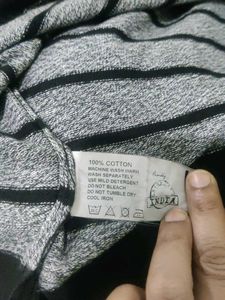 100% COTTON
MACHINE WASH WARM
WASH SEPARATELY
USE MILD DETERGENT
DO NOT BLEACH
DO NOT TUMBLE DRY
COOL IRON
INDIA